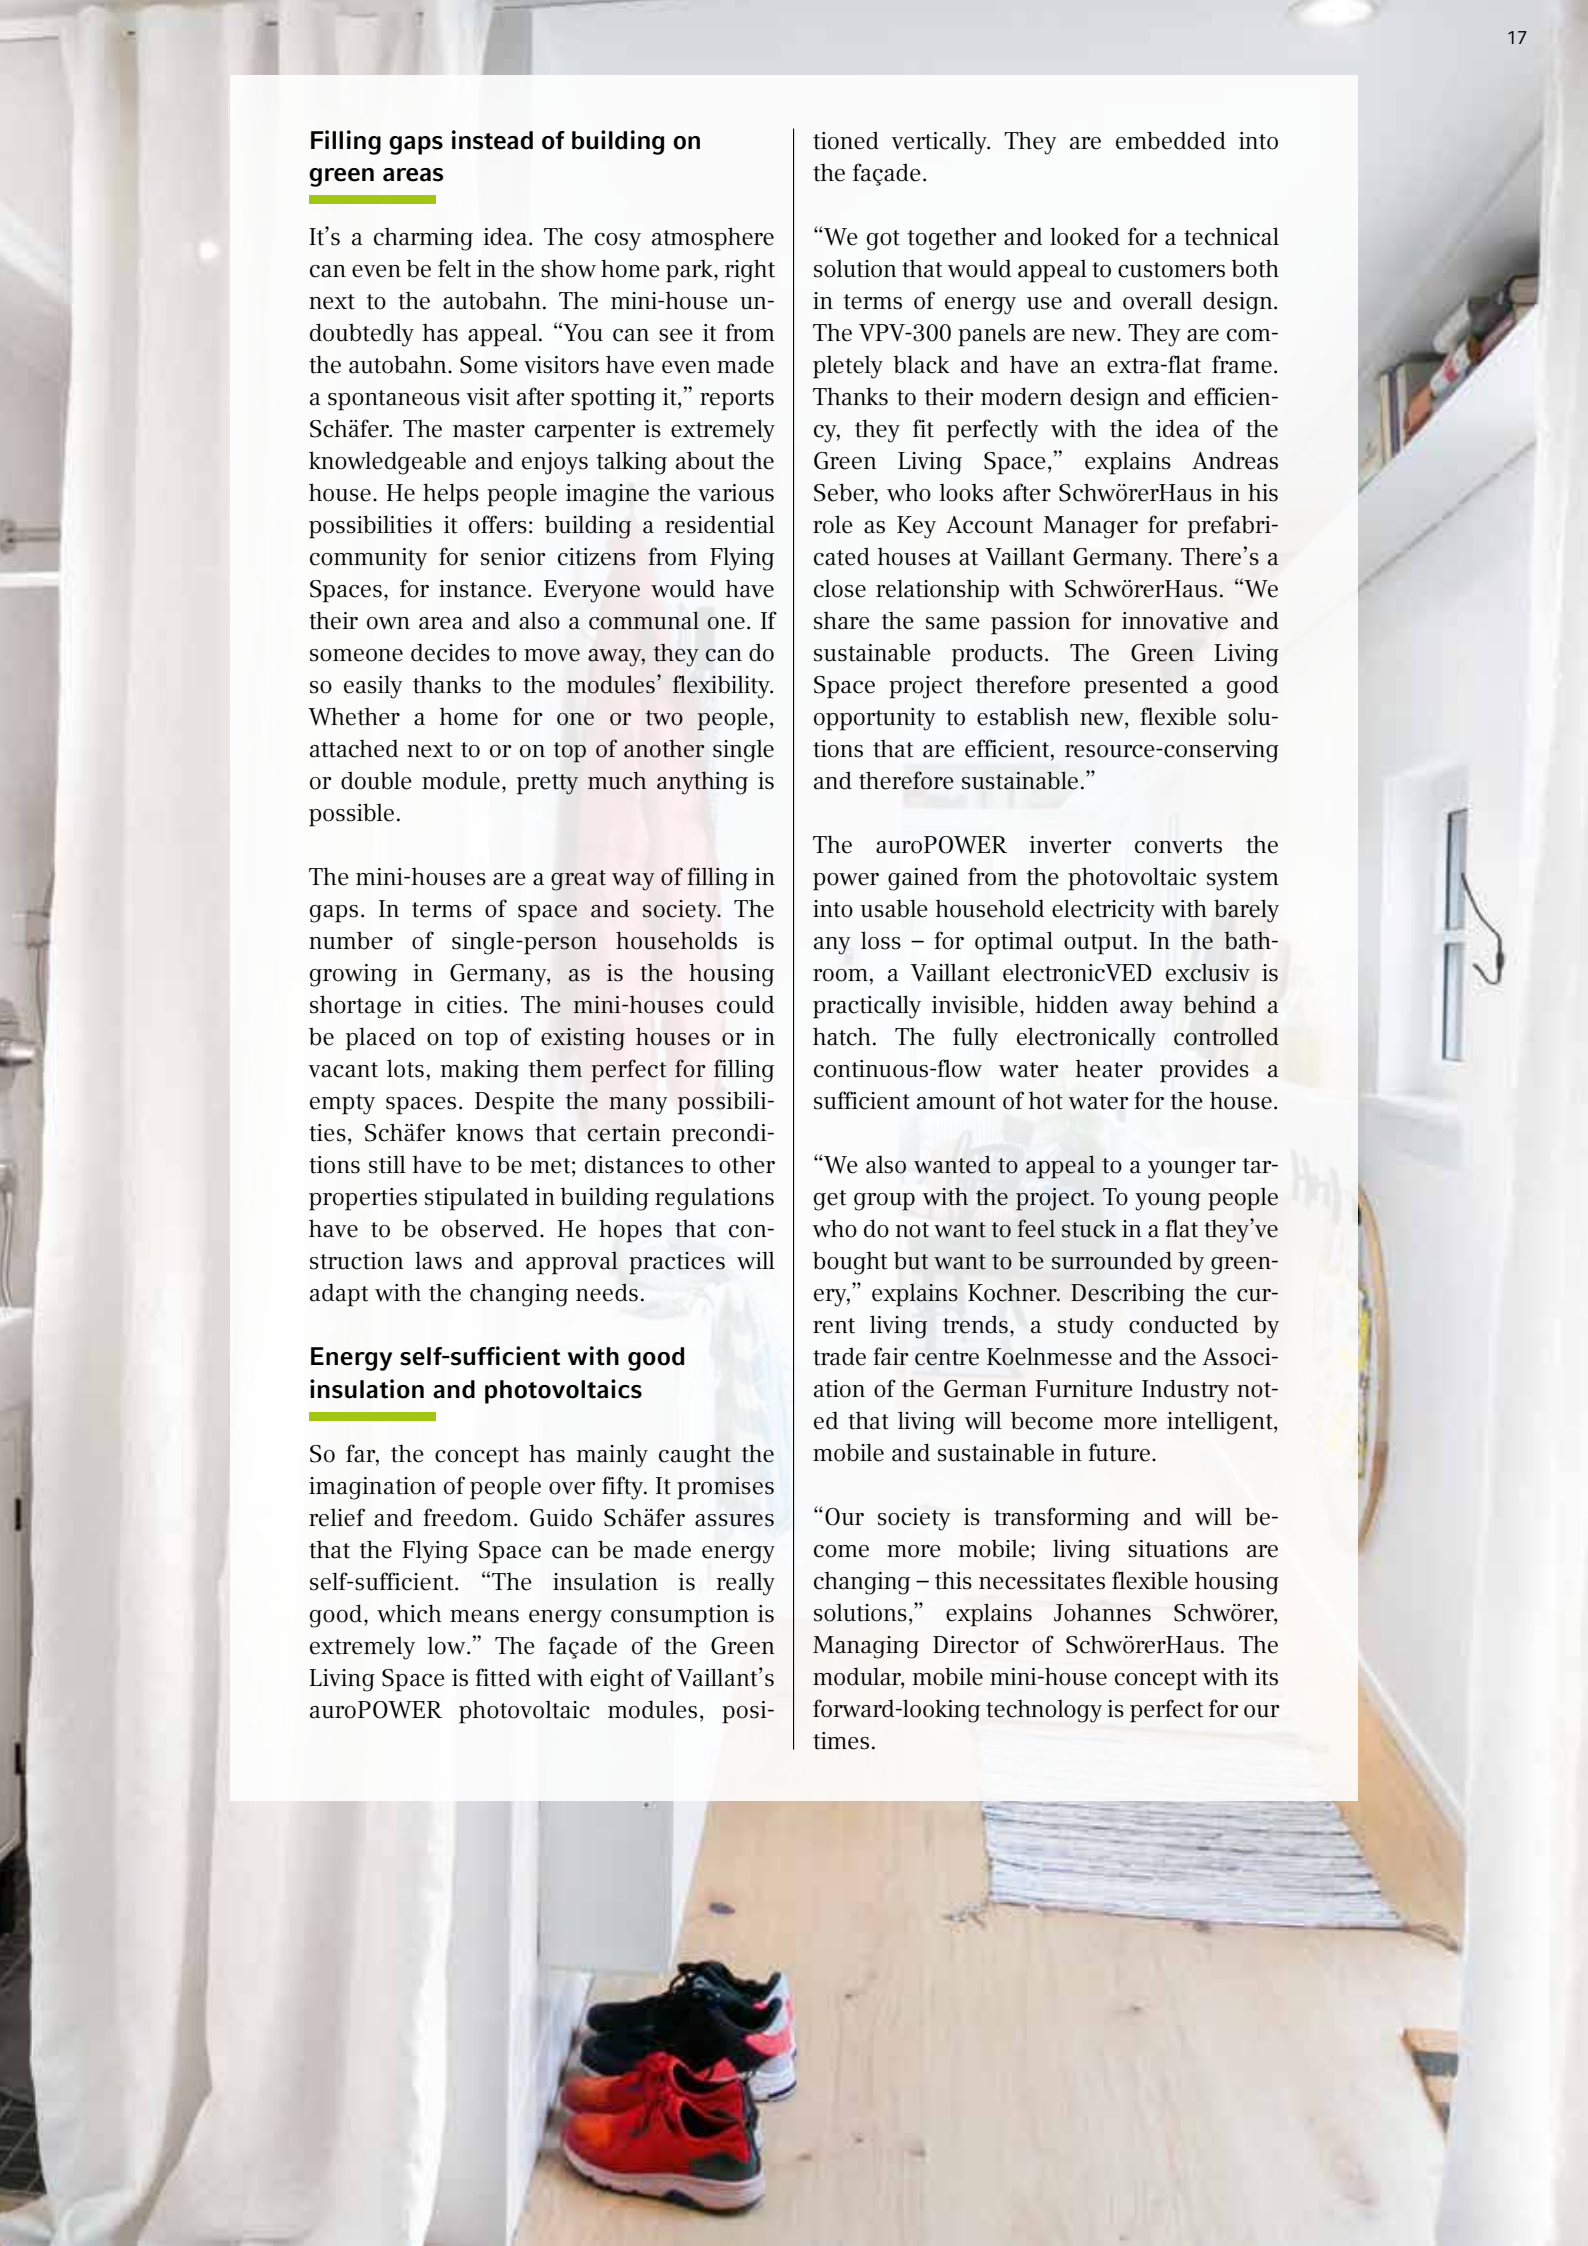 17
Filling gaps instead of building on
green areas
It’s a charming idea. The cosy atmosphere
can even be felt in the show home park, right
next to the autobahn. The mini-house un-
doubtedly has appeal. “You can see it from
the autobahn. Some visitors have even made
a spontaneous visit after spotting it,” reports
Schäfer. The master carpenter is extremely
knowledgeable and enjoys talking about the
house. He helps people imagine the various
possibilities it offers: building a residential
community for senior citizens from Flying
Spaces, for instance. Everyone would have
their own area and also a communal one. If
someone decides to move away, they can do
so easily thanks to the modules’ flexibility.
Whether a home for one or two people,
attached next to or on top of another single
or double module, pretty much anything is
possible.
The mini-houses are a great way of filling in
gaps. In terms of space and society. The
number of single-person households is
growing in Germany, as is the housing
shortage in cities. The mini-houses could
be placed on top of existing houses or in
vacant lots, making them perfect for filling
empty spaces. Despite the many possibili-
ties, Schäfer knows that certain precondi-
tions still have to be met; distances to other
properties stipulated in building regulations
have to be observed. He hopes that con-
struction laws and approval practices will
adapt with the changing needs.
Energy self-sufficient with good
insulation and photovoltaics
So far, the concept has mainly caught the
imagination of people over fifty. It promises
relief and freedom. Guido Schäfer assures
that the Flying Space can be made energy
self-sufficient. “The insulation is really
good, which means energy consumption is
extremely low.” The façade of the Green
Living Space is fitted with eight of Vaillant’s
auroPOWER photovoltaic modules, posi-
tioned vertically. They are embedded into
the façade.
“We got together and looked for a technical
solution that would appeal to customers both
in terms of energy use and overall design.
The VPV-300 panels are new. They are com-
pletely black and have an extra-flat frame.
Thanks to their modern design and efficien-
cy, they fit perfectly with the idea of the
Green Living Space,” explains Andreas
Seber, who looks after SchwörerHaus in his
role as Key Account Manager for prefabri-
cated houses at Vaillant Germany. There’s a
close relationship with SchwörerHaus. “We
share the same passion for innovative and
sustainable products. The Green Living
Space project therefore presented a good
opportunity to establish new, flexible solu-
tions that are efficient, resource-conserving
and therefore sustainable.”
The auroPOWER inverter converts the
power gained from the photovoltaic system
into usable household electricity with barely
any loss – for optimal output. In the bath-
room, a Vaillant electronicVED exclusiv is
practically invisible, hidden away behind a
hatch. The fully electronically controlled
continuous-flow water heater provides a
sufficient amount of hot water for the house.
“We also wanted to appeal to a younger tar-
get group with the project. To young people
who do not want to feel stuck in a flat they’ve
bought but want to be surrounded by green-
ery,” explains Kochner. Describing the cur-
rent living trends, a study conducted by
trade fair centre Koelnmesse and the Associ-
ation of the German Furniture Industry not-
ed that living will become more intelligent,
mobile and sustainable in future.
“Our society is transforming and will be-
come more mobile; living situations are
changing – this necessitates flexible housing
solutions,” explains Johannes Schwörer,
Managing Director of SchwörerHaus. The
modular, mobile mini-house concept with its
forward-looking technology is perfect for our
times.